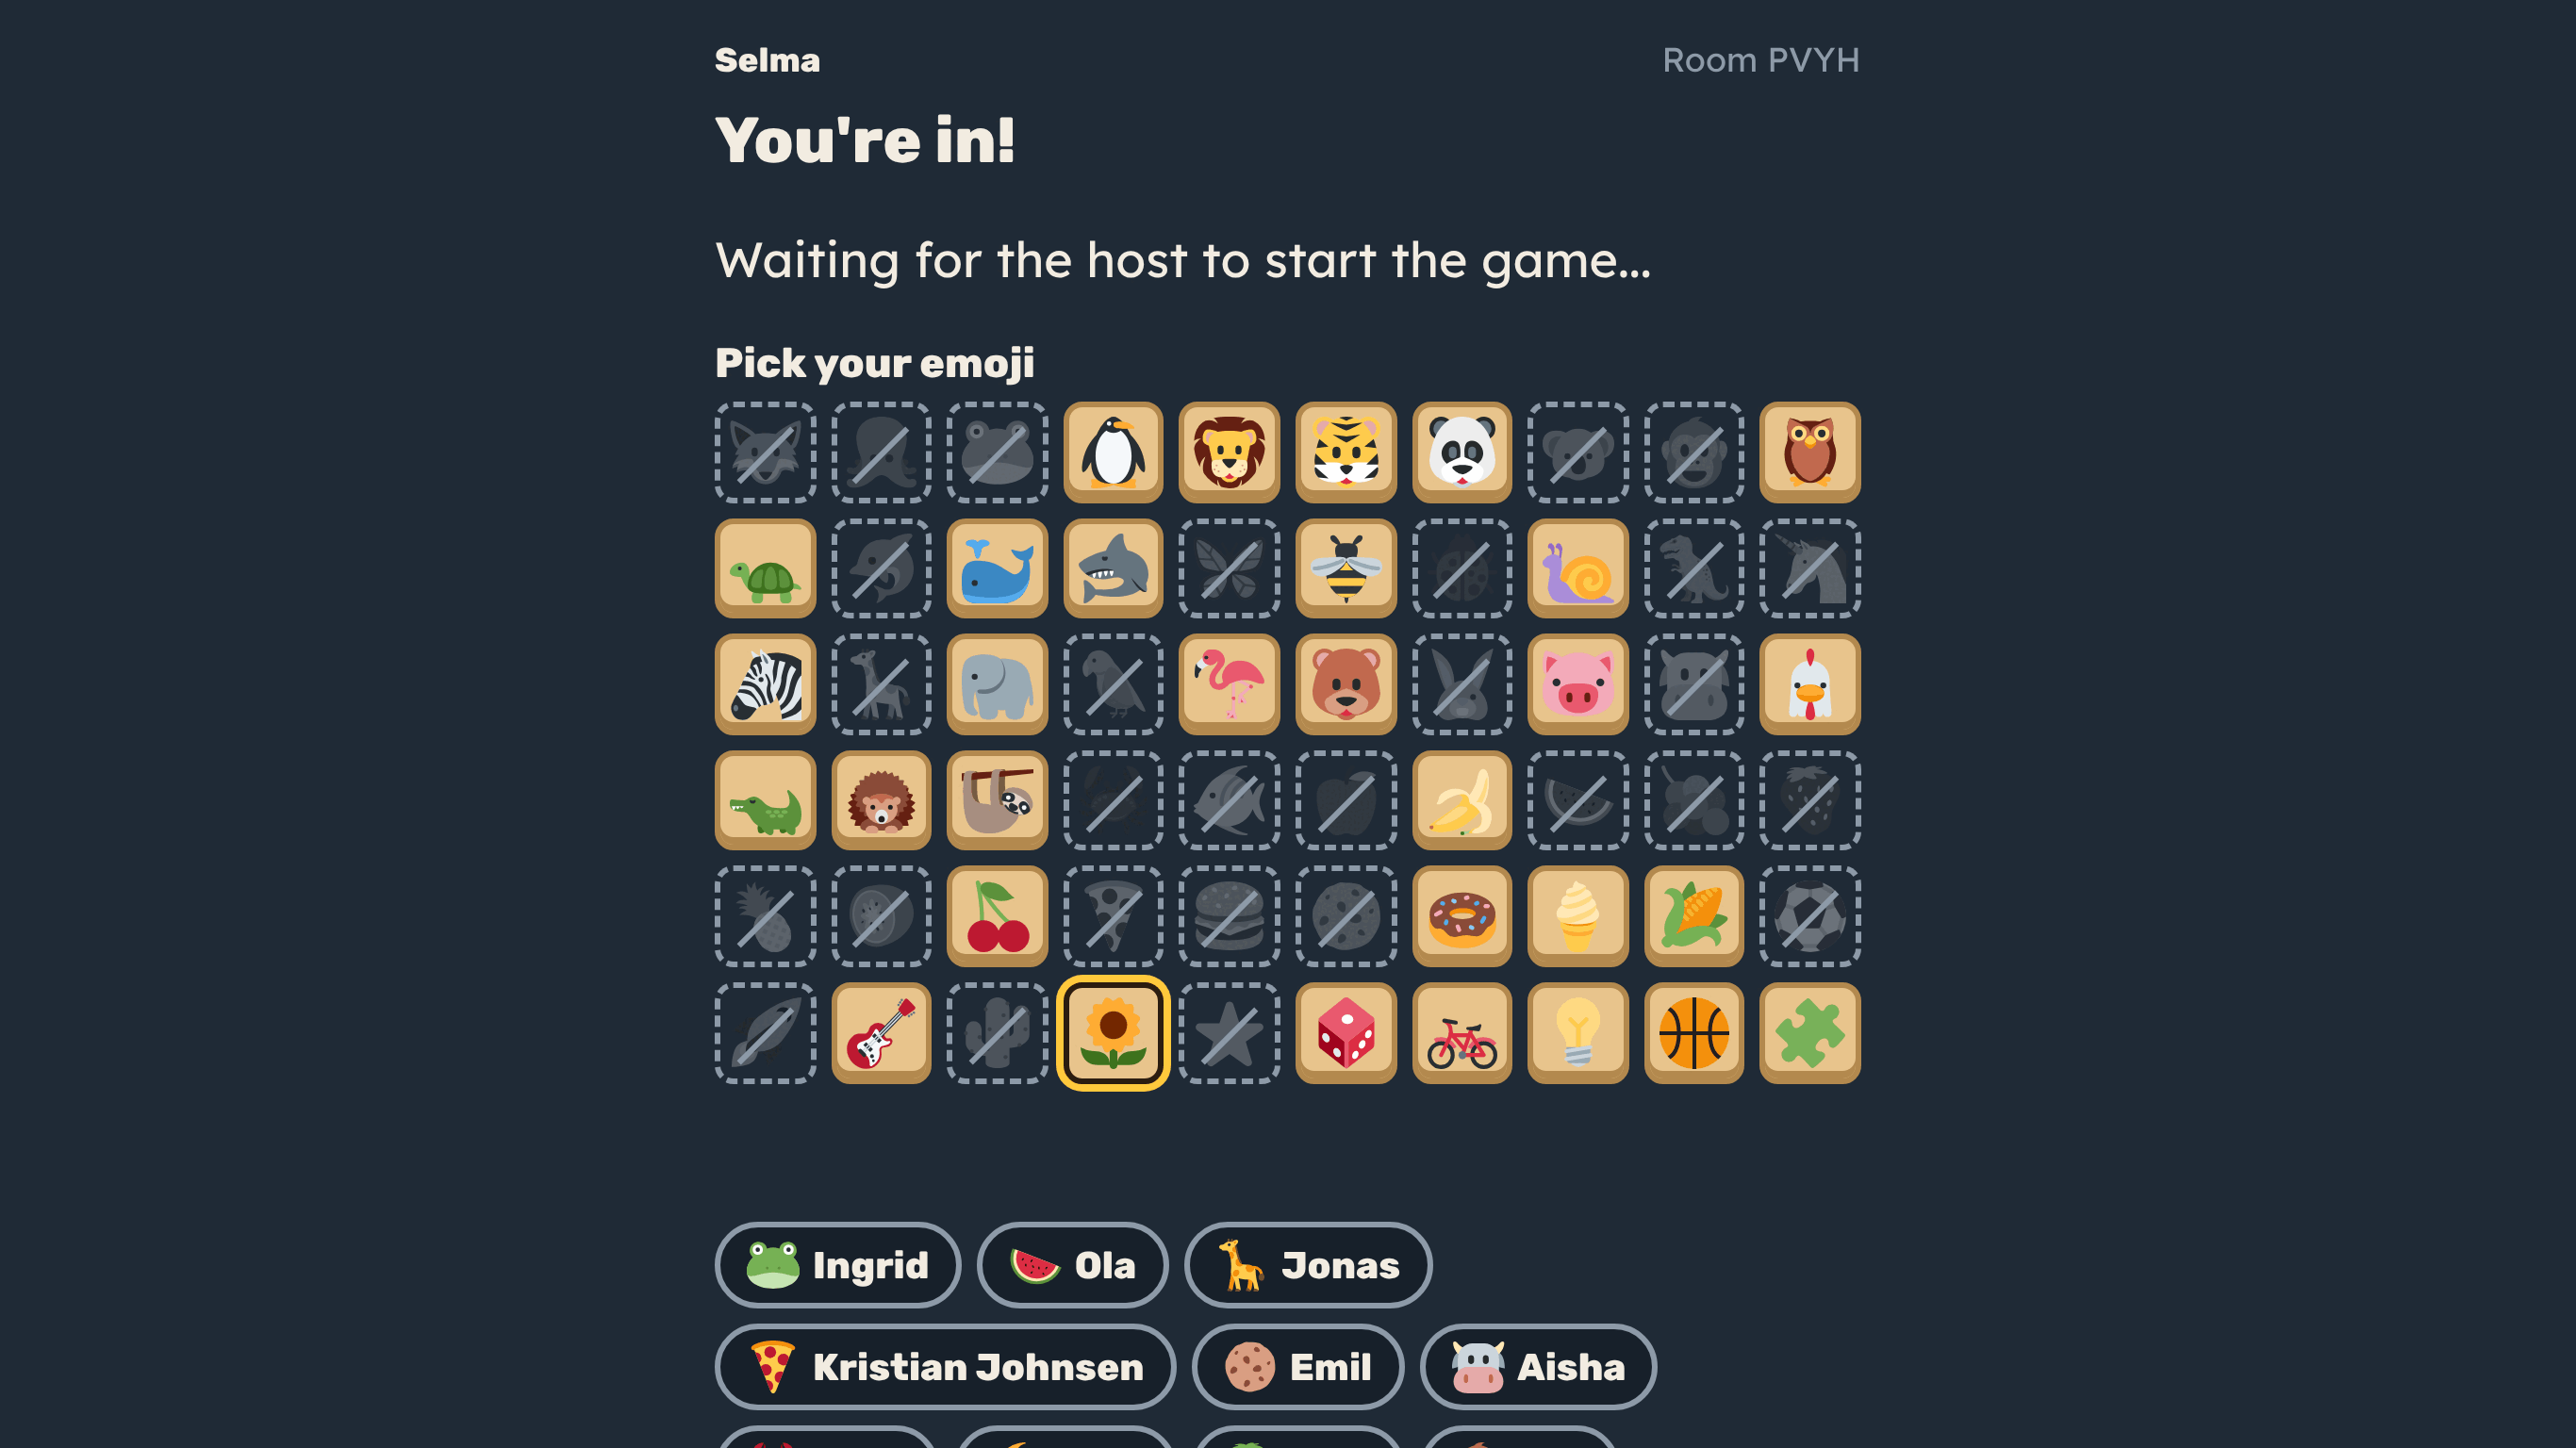 Selma Room PVYH
You're in!
Waiting for the host to start the game...
Pick your emoji
Ingrid Ola Jonas
Kristian Johnsen Emil Aisha